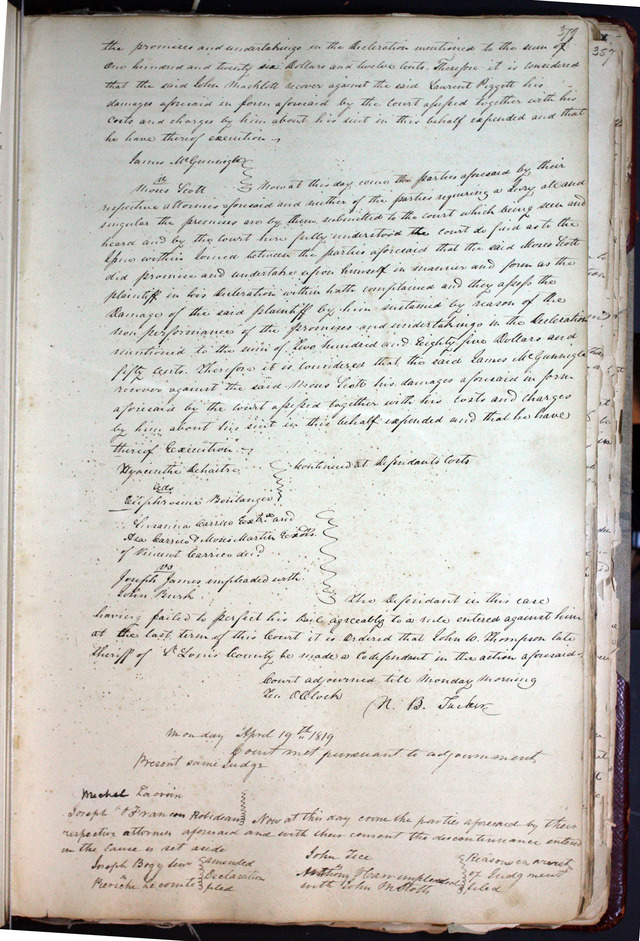 379
357
the promises and undertakings in the Declaration mentioned to the sum of
One hundred and twenty six Dollars and twelve Cents. Therefore it is considered
that the said John Macklott recover against the said Laurent Piggett his
damages aforesaid in form aforesaid by the Court assessed together with his
costs and charges by him about his suit in this behalf expended and that
he have thereof execution
James McGunnigle
vs
Moses Scott Now at this day come the parties aforesaid by their
respective attornies aforesaid and neither of the parties requiring a Jury all and
singular the premises are by them submitted to the court which being seen and
heard and by the court here fully understood the court do find as to the
Issue within Joined between the parties aforesaid that the said Moses Scott
did promise and undertake upon himself in manner and form as the
plaintiff in his Declaration within hath complained and they assess the
Damage of the said plaintiff by him sustained by reason of the
non performance of the promises and undertakings in the Declaration
mentioned to the sum of Two hundred and Eighty five Dollars and
fifty Cents. Therefore it is considered that the said James McGunnigle
recover against the said Moses Scott his damages aforesaid in form
aforesaid by the court assessed together with his costs and charges
by him about his suit in this behalf expended and that he have
thereof Execution
Hyacinthe Lehaitre Continued at Defendants Costs
ads
Euphrosine Boulanger
Susanna Carrico Extrx and
Asa Carrico & Moses Martin Exors
of Vincent Carrico decd
vs
Joseph James impleaded with
John Burk The Defendant in this case
having failed to perfect his Bail agreeably to a rule entered against him
at the last term of this Court it is Ordered that John W. Thompson late
Sheriff of St Louis County be made a Codefendant in the action aforesaid
Court adjourned till Monday morning
Ten OClock
N. B. Tucker
Monday April 19th 1819
Court met pursuant to adjournment
Present same Judge
Michel Lacroix
Joseph & Francois Robideau Now at this day come the parties aforesaid by their
respective attornies aforesaid and with their consent the discontinuance entered
in the Cause is set aside
Joseph Bogy Senr amended
vs Declaration
Pieriche Lecomte filed
John Tice Reasons in arrest
vs of Judgment
Anthony impleaded filed
with John